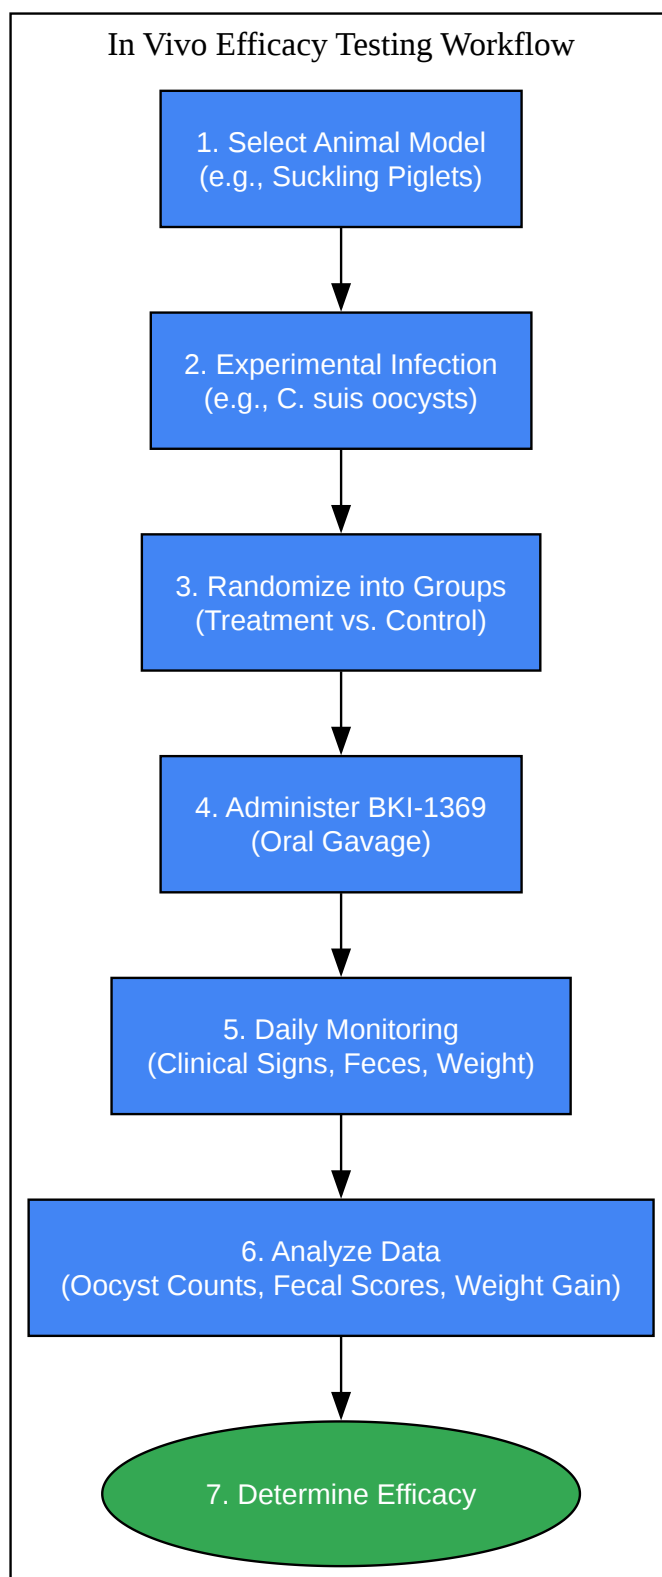 In Vivo Efficacy Testing Workflow
1. Select Animal Model
(e.g., Suckling Piglets)
2. Experimental Infection
(e.g., C. suis oocysts)
3. Randomize into Groups
(Treatment vs. Control)
4. Administer BKI-1369
(Oral Gavage)
5. Daily Monitoring
(Clinical Signs, Feces, Weight)
6. Analyze Data
(Oocyst Counts, Fecal Scores, Weight Gain)
7. Determine Efficacy